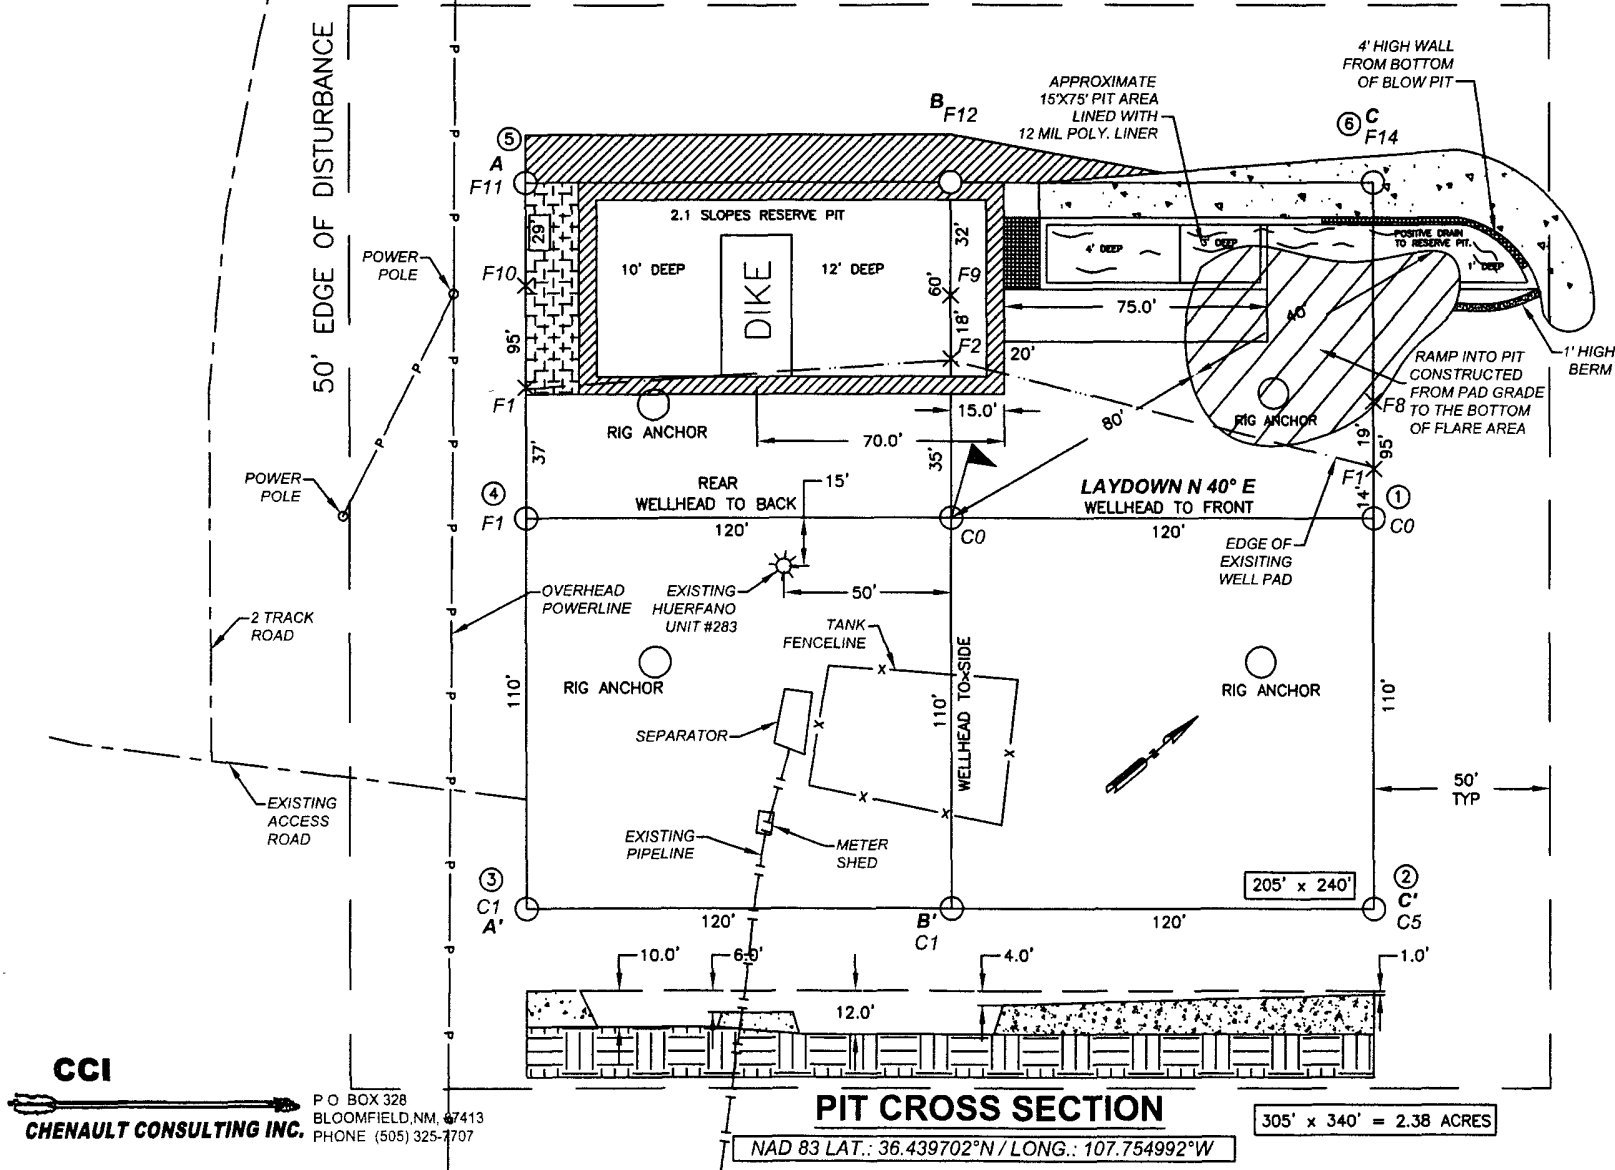 50' EDGE OF DISTURBANCE
4' HIGH WALL
FROM BOTTOM
OF BLOW PIT
APPROXIMATE
15'X75' PIT AREA
LINED WITH
12 MIL POLY. LINER
B
F12
6
C
F14
5
A
F11
2.1 SLOPES RESERVE PIT
29'
32'
POSITIVE DRAIN
TO RESERVE PIT.
4' DEEP
3' DEEP
1' DEEP
POWER
POLE
F10
10' DEEP
DIKE
12' DEEP
F9
60'
18'
75.0'
40'
95'
F2
20'
1' HIGH
BERM
RAMP INTO PIT
CONSTRUCTED
FROM PAD GRADE
TO THE BOTTOM
OF FLARE AREA
F1
RIG ANCHOR
15.0'
70.0'
80'
RIG ANCHOR
F8
19'
95'
37'
35'
F1
14'
POWER
POLE
4
F1
REAR
WELLHEAD TO BACK
15'
LAYDOWN N 40° E
WELLHEAD TO FRONT
1
C0
120'
C0
120'
EDGE OF
EXISITING
WELL PAD
OVERHEAD
POWERLINE
EXISTING
HUERFANO
UNIT #283
50'
2 TRACK
ROAD
TANK
FENCELINE
WELLHEAD TO SIDE
110'
RIG ANCHOR
110'
RIG ANCHOR
110'
SEPARATOR
50'
TYP
EXISTING
ACCESS
ROAD
EXISTING
PIPELINE
METER
SHED
3
C1
A'
205' x 240'
2
C'
C5
120'
B'
C1
120'
10.0'
6.0'
4.0'
1.0'
12.0'
CCI
CHENAULT CONSULTING INC.
P O BOX 328
BLOOMFIELD,NM, 87413
PHONE (505) 325-7707
PIT CROSS SECTION
305' x 340' = 2.38 ACRES
NAD 83 LAT.: 36.439702°N / LONG.: 107.754992°W